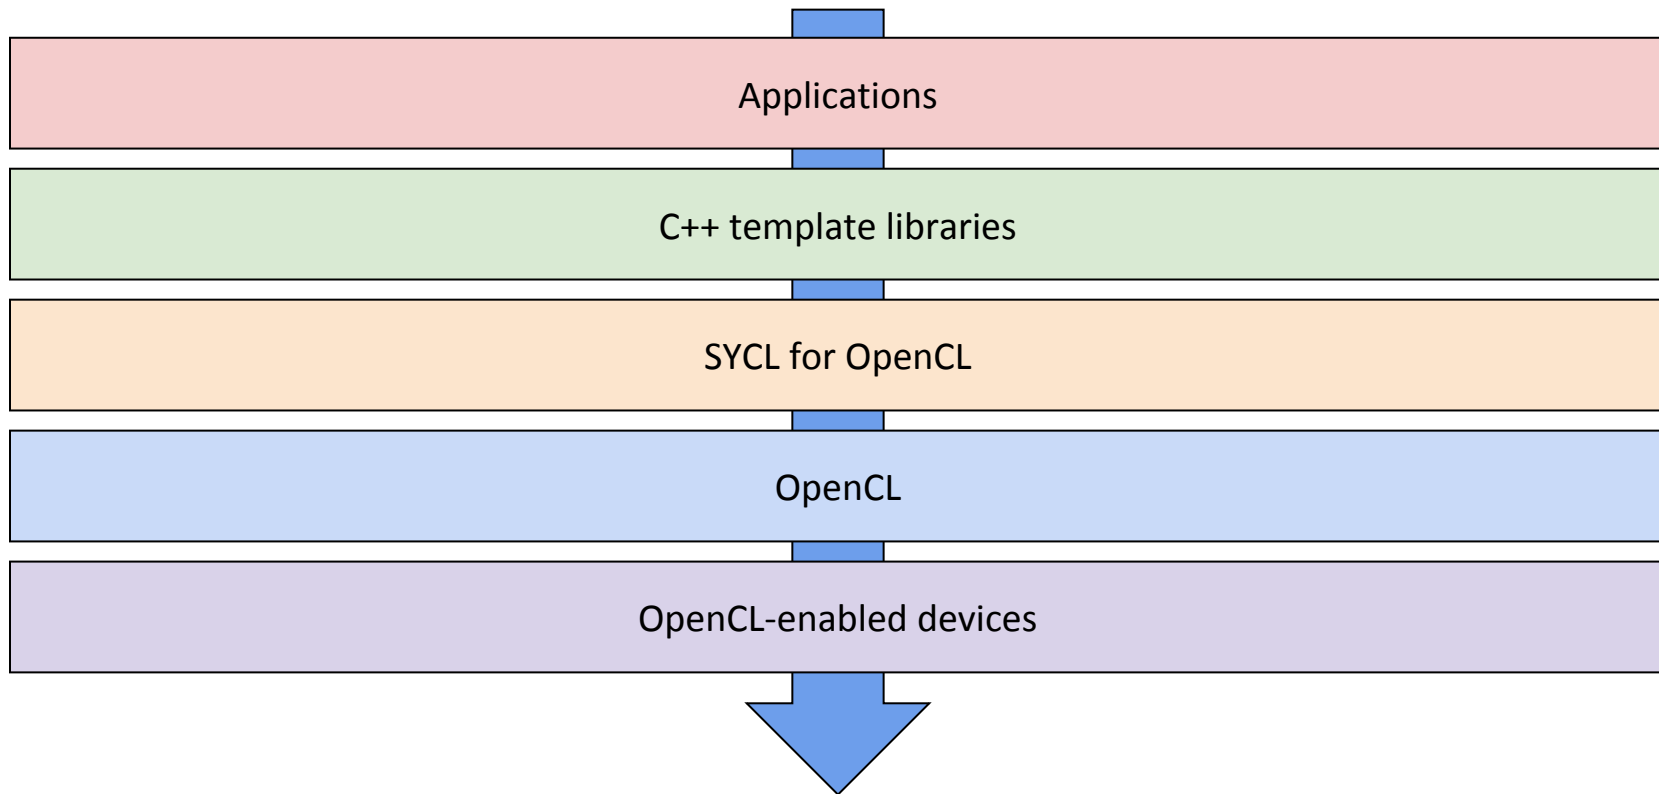 Applications
C++ template libraries
SYCL for OpenCL
OpenCL
OpenCL-enabled devices